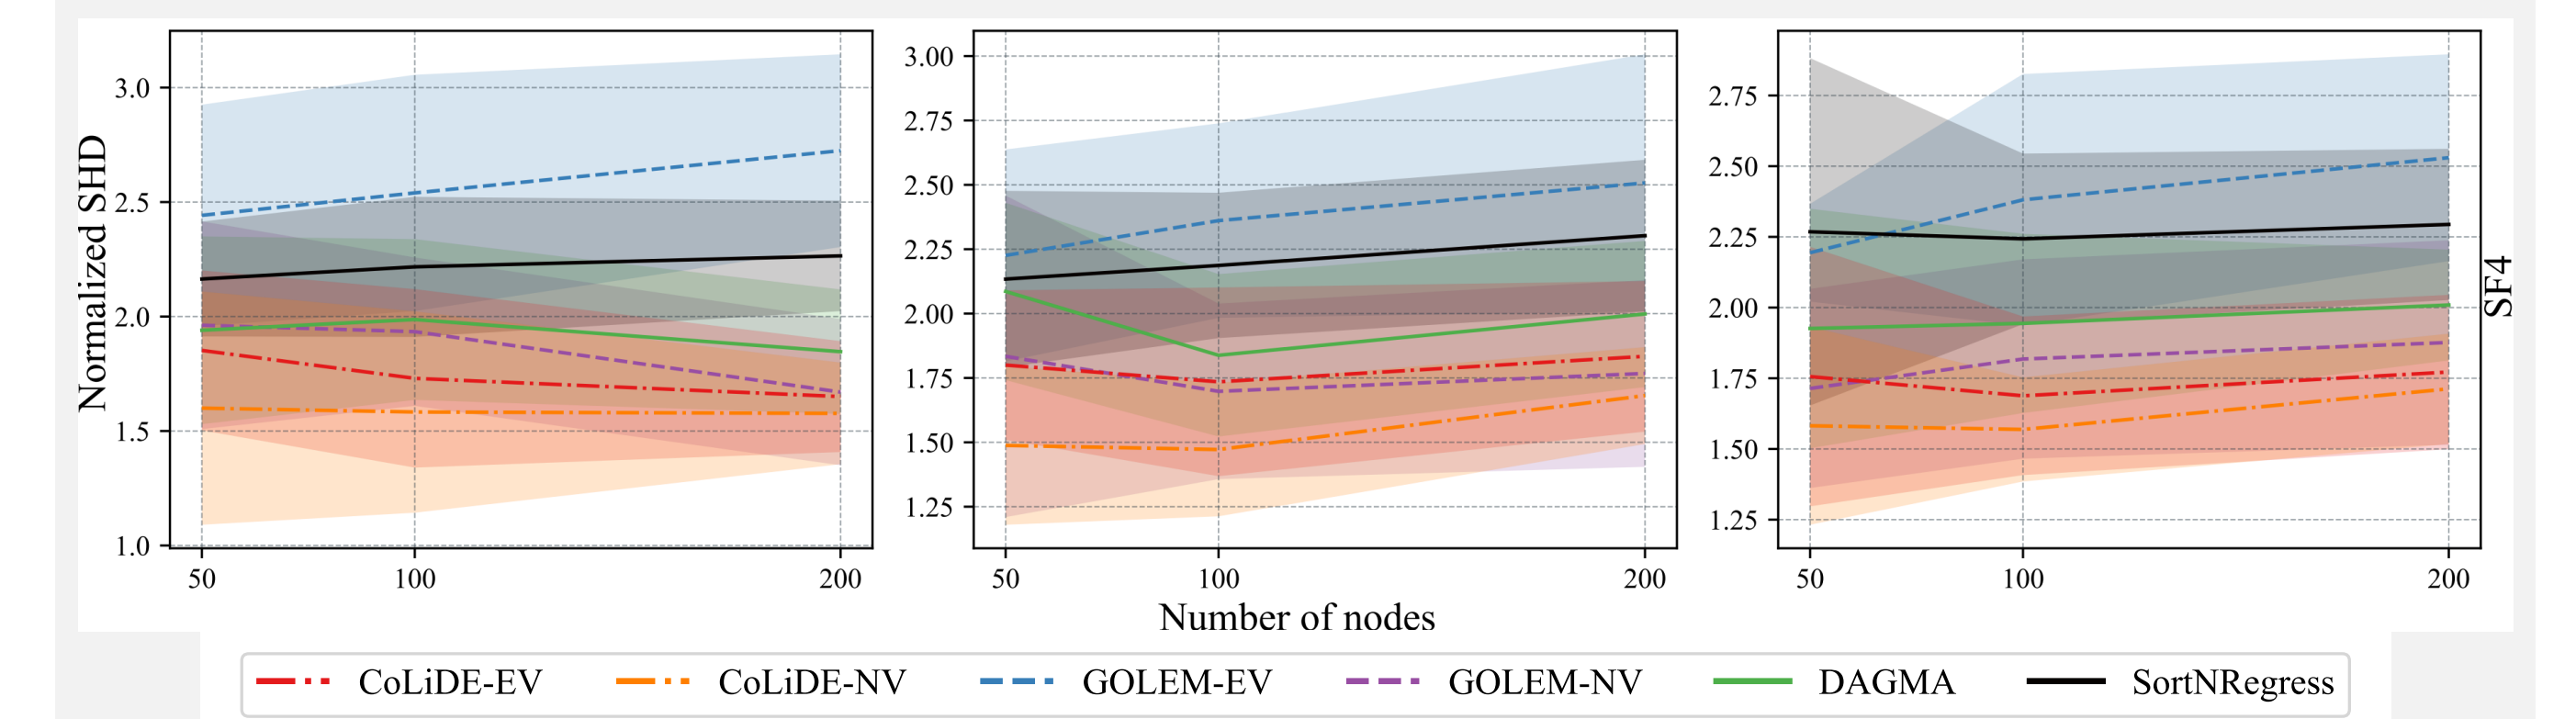 Normalized SHD
3.0
2.5
2.0
1.5
1.0
50 100 200
3.00
2.75
2.50
2.25
2.00
1.75
1.50
1.25
50 100 200
2.75
2.50
2.25
2.00
1.75
1.50
1.25
50 100 200
SF4
Number of nodes
CoLiDE-EV CoLiDE-NV GOLEM-EV GOLEM-NV DAGMA SortNRegress